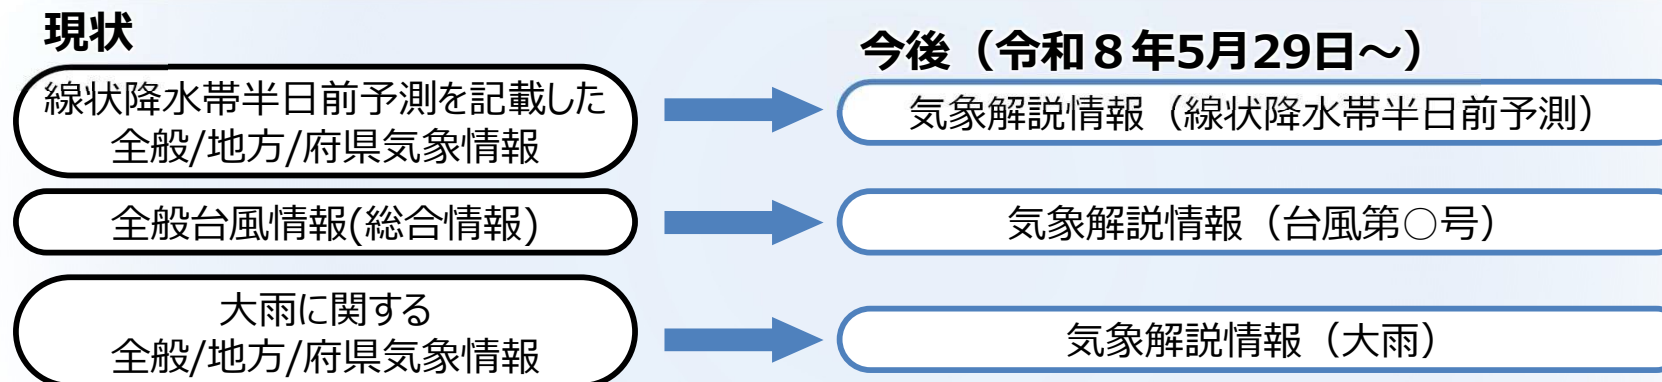 現状
今後（令和８年5月29日～）
線状降水帯半日前予測を記載した
全般/地方/府県気象情報
気象解説情報（線状降水帯半日前予測）
全般台風情報(総合情報)
気象解説情報（台風第○号）
大雨に関する
全般/地方/府県気象情報
気象解説情報（大雨）